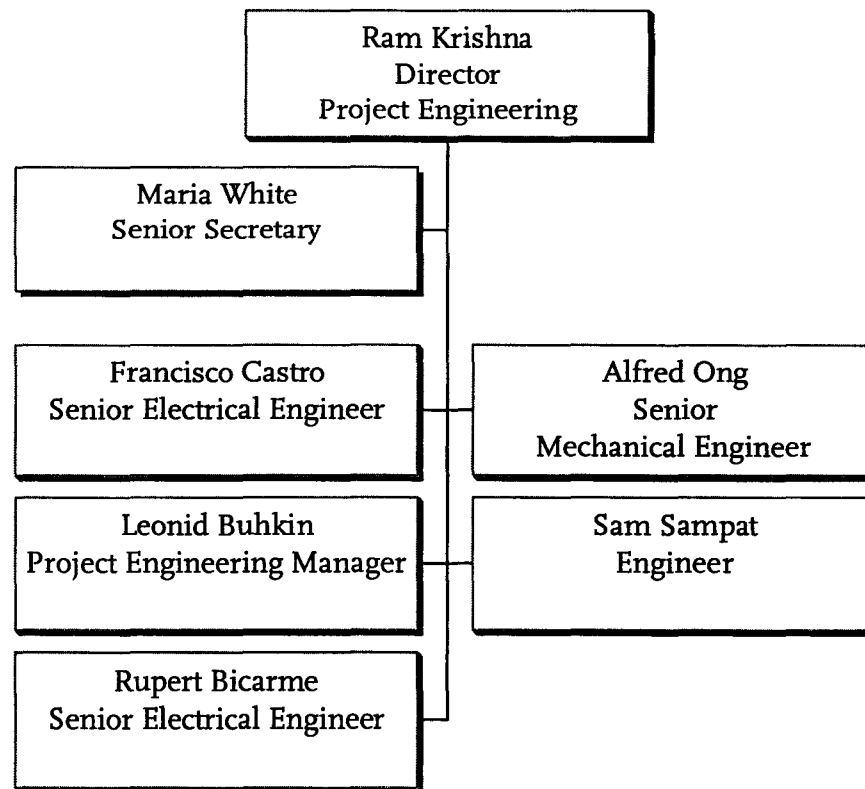 Ram Krishna
Director
Project Engineering
Maria White
Senior Secretary
Francisco Castro
Senior Electrical Engineer
Alfred Ong
Senior
Mechanical Engineer
Leonid Buhkin
Project Engineering Manager
Sam Sampat
Engineer
Rupert Bicarme
Senior Electrical Engineer